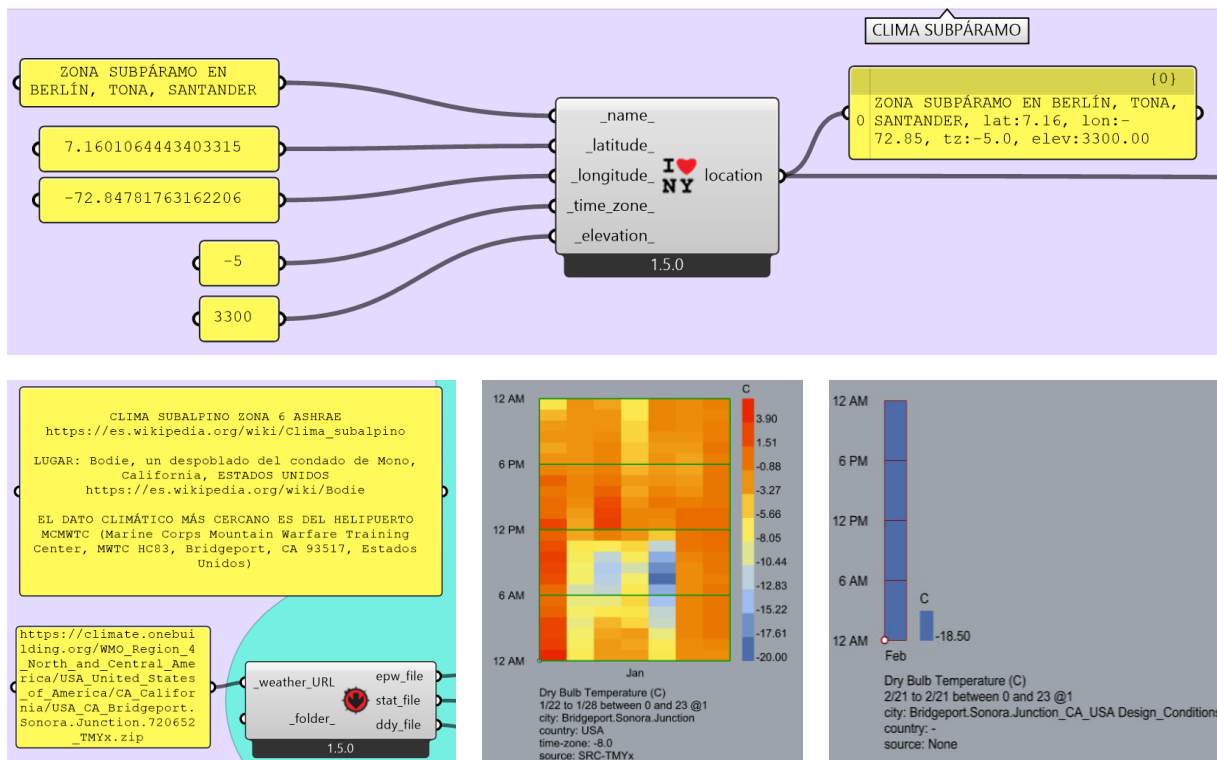 CLIMA SUBPÁRAMO
ZONA SUBPÁRAMO EN
BERLÍN, TONA, SANTANDER
7.1601064443403315
-72.84781763162206
-5
3300
_name_
_latitude_
_longitude_
_time_zone_
_elevation_
I
NY
location
1.5.0
{0}
0
ZONA SUBPÁRAMO EN BERLÍN, TONA,
SANTANDER, lat:7.16, lon:-
72.85, tz:-5.0, elev:3300.00
CLIMA SUBALPINO ZONA 6 ASHRAE
https://es.wikipedia.org/wiki/Clima_subalpino
LUGAR: Bodie, un despoblado del condado de Mono,
California, ESTADOS UNIDOS
https://es.wikipedia.org/wiki/Bodie
EL DATO CLIMÁTICO MÁS CERCANO ES DEL HELIPUERTO
MCMWTC (Marine Corps Mountain Warfare Training
Center, MWTC HC83, Bridgeport, CA 93517, Estados
Unidos)
https://climate.onebui
lding.org/WMO_Region_4
_North_and_Central_Ame
rica/USA_United_States
_of_America/CA_Califor
nia/USA_CA_Bridgeport.
Sonora.Junction.720652
_TMYx.zip
_weather_URL
_folder_
epw_file
stat_file
ddy_file
1.5.0
12 AM
6 PM
12 PM
6 AM
12 AM
Jan
C
3.90
1.51
-0.88
-3.27
-5.66
-8.05
-10.44
-12.83
-15.22
-17.61
-20.00
Dry Bulb Temperature (C)
1/22 to 1/28 between 0 and 23 @1
city: Bridgeport.Sonora.Junction
country: USA
time-zone: -8.0
source: SRC-TMYx
12 AM
6 PM
12 PM
6 AM
12 AM
Feb
C
-18.50
Dry Bulb Temperature (C)
2/21 to 2/21 between 0 and 23 @1
city: Bridgeport.Sonora.Junction_CA_USA Design_Conditions
country: -
source: None